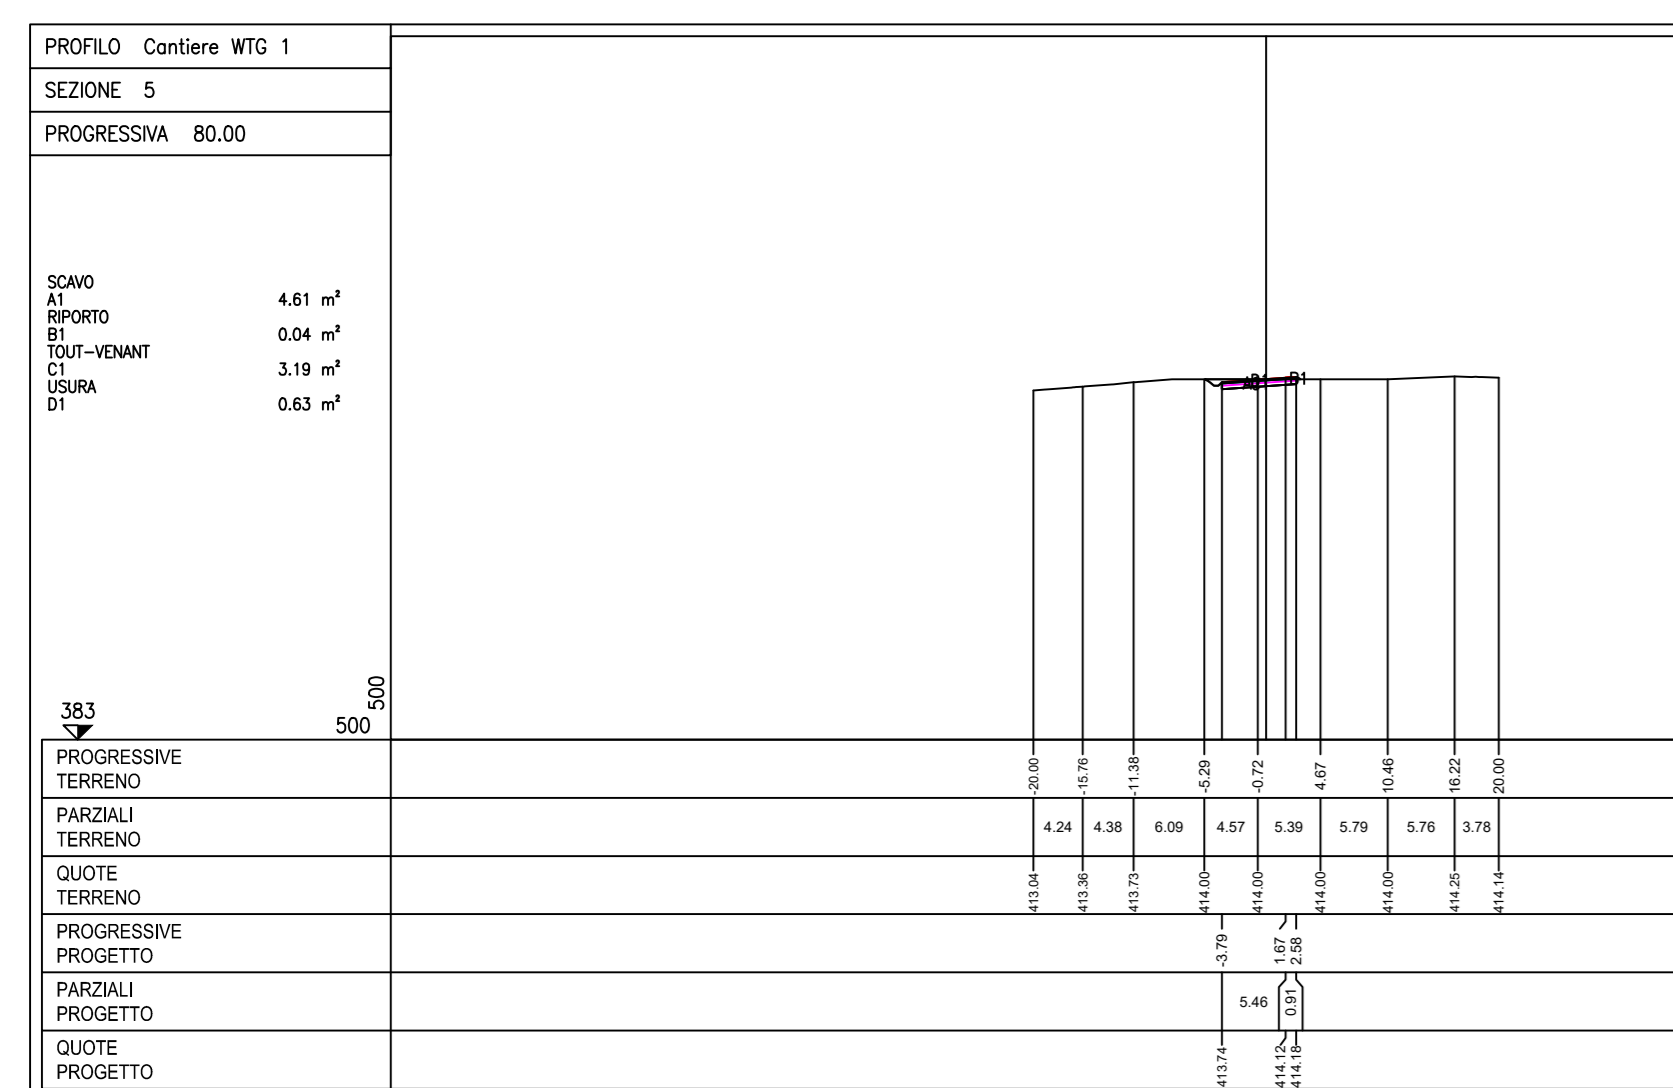 PROFILO Cantiere WTG 1
SEZIONE 5
PROGRESSIVA 80.00
SCAVO
A1 4.61 m²
RIPORTO
B1 0.04 m²
TOUT-VENANT
C1 3.19 m²
USURA
D1 0.63 m²
B1
383
500
500
PROGRESSIVE
TERRENO
-20.00 -15.76 -11.38 -5.29 -0.72 4.67 10.46 16.22 20.00
PARZIALI
TERRENO
4.24 4.38 6.09 4.57 5.39 5.79 5.76 3.78
QUOTE
TERRENO
413.04 413.36 413.73 414.00 414.00 414.00 414.00 414.25 414.14
PROGRESSIVE
PROGETTO
-3.79 1.67 2.58
PARZIALI
PROGETTO
5.46 0.91
QUOTE
PROGETTO
413.74 414.12 414.18